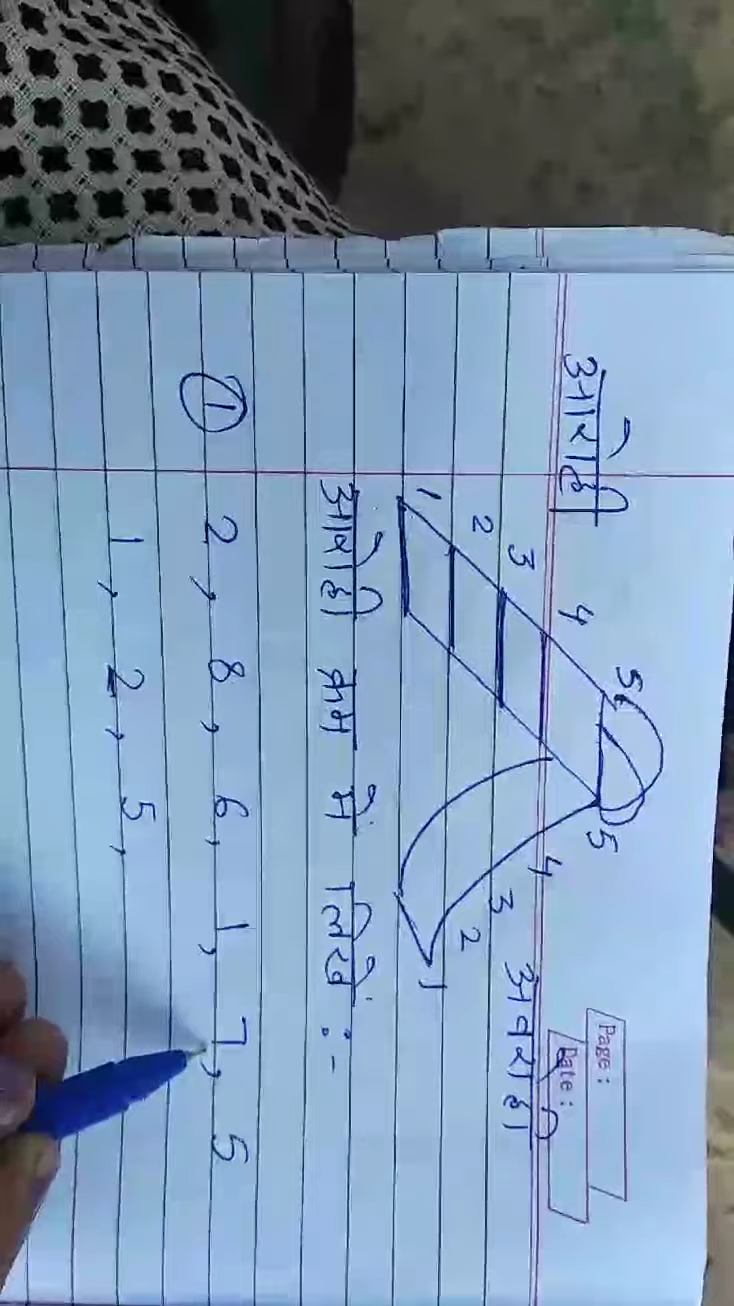 Page:
Date:
आरोही
अवरोही
1 2 3 4 5
5 4 3 2 1
आरोही क्रम में लिखें :-
① 2, 8, 6, 1, 7, 5
1, 2, 5,